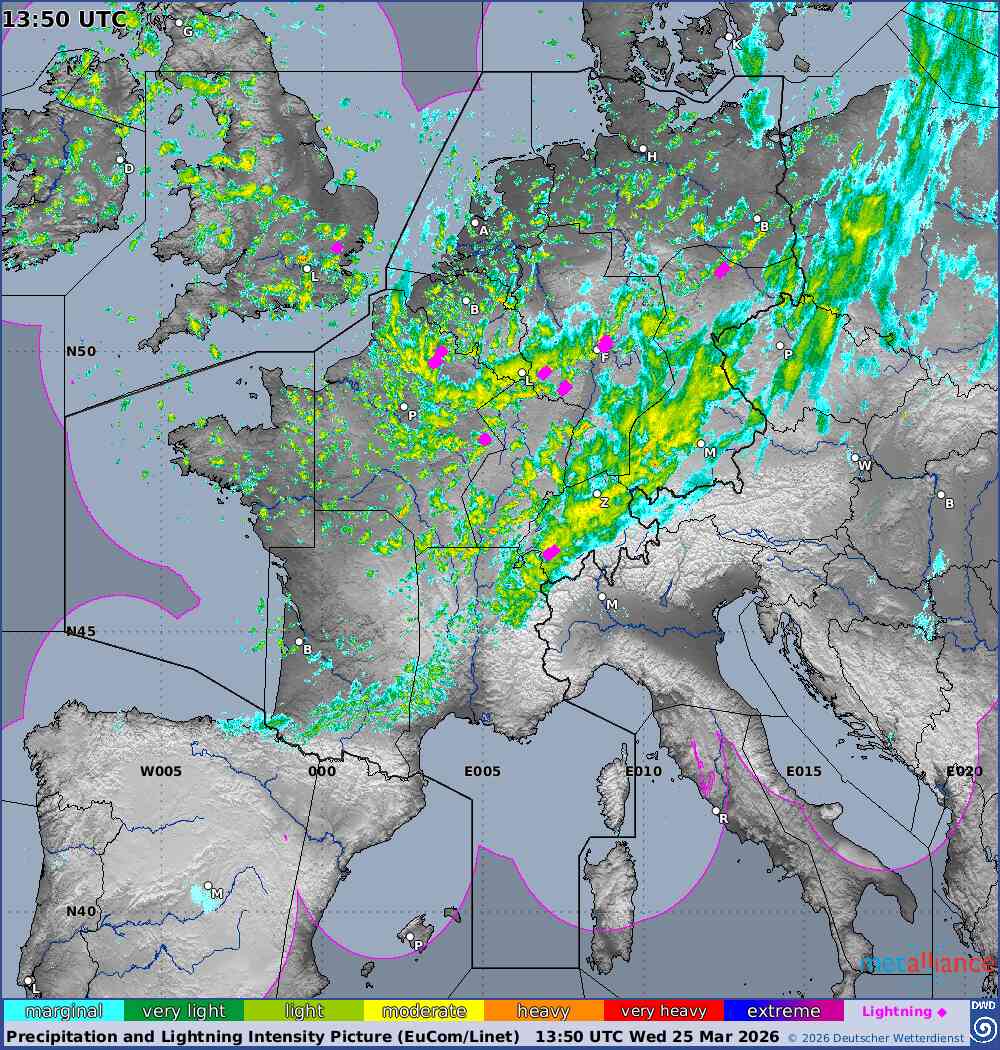 13:50 UTC
G
K
N
D
H
A
B
L
B
N50
P
F
L
P
M
W
Z
B
M
N45
B
W005
000
E005
E010
E015
E020
R
M
N40
P
L
metalliance
marginal very light light moderate heavy very heavy extreme Lightning ◆ DWD
Precipitation and Lightning Intensity Picture (EuCom/Linet) 13:50 UTC Wed 25 Mar 2026 © 2026 Deutscher Wetterdienst